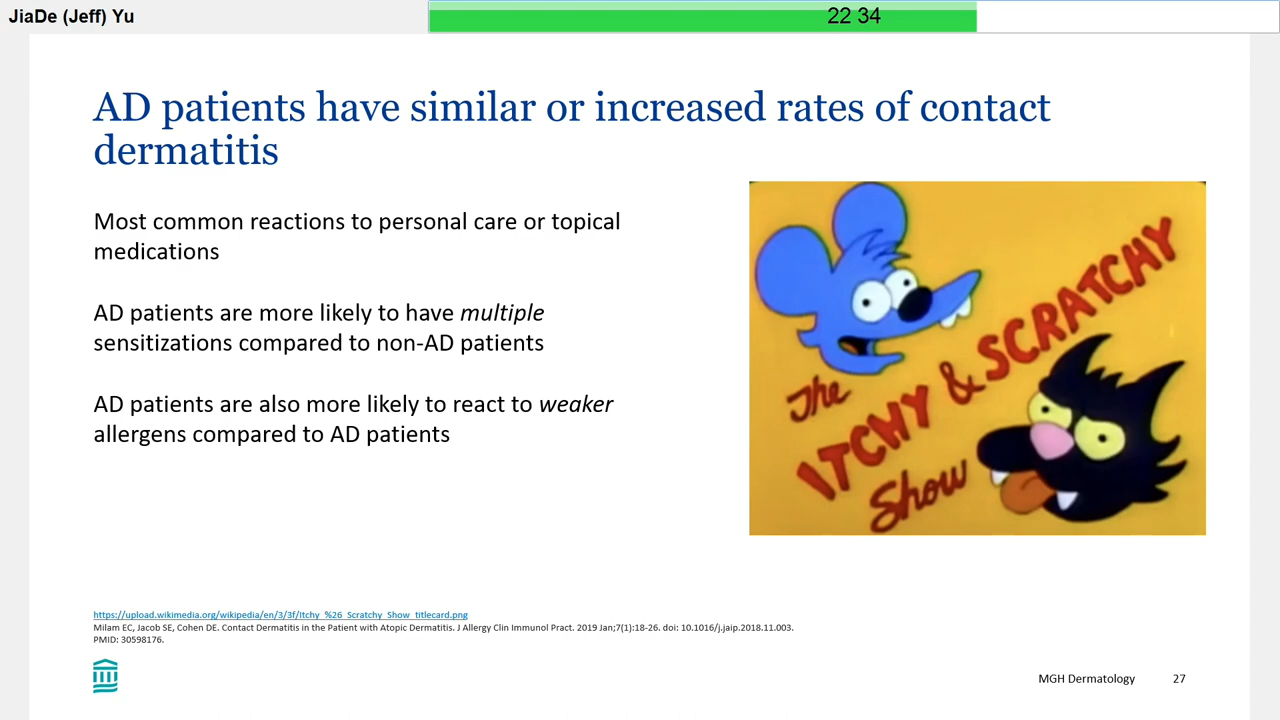 JiaDe (Jeff) Yu
22 34
AD patients have similar or increased rates of contact
dermatitis
Most common reactions to personal care or topical
medications
AD patients are more likely to have multiple
sensitizations compared to non-AD patients
AD patients are also more likely to react to weaker
allergens compared to AD patients
The
ITCHY & SCRATCHY
Show
https://upload.wikimedia.org/wikipedia/en/3/3f/Itchy_%26_Scratchy_Show_titlecard.png
Milam EC, Jacob SE, Cohen DE. Contact Dermatitis in the Patient with Atopic Dermatitis. J Allergy Clin Immunol Pract. 2019 Jan;7(1):18-26. doi: 10.1016/j.jaip.2018.11.003.
PMID: 30598176.
MGH Dermatology 27